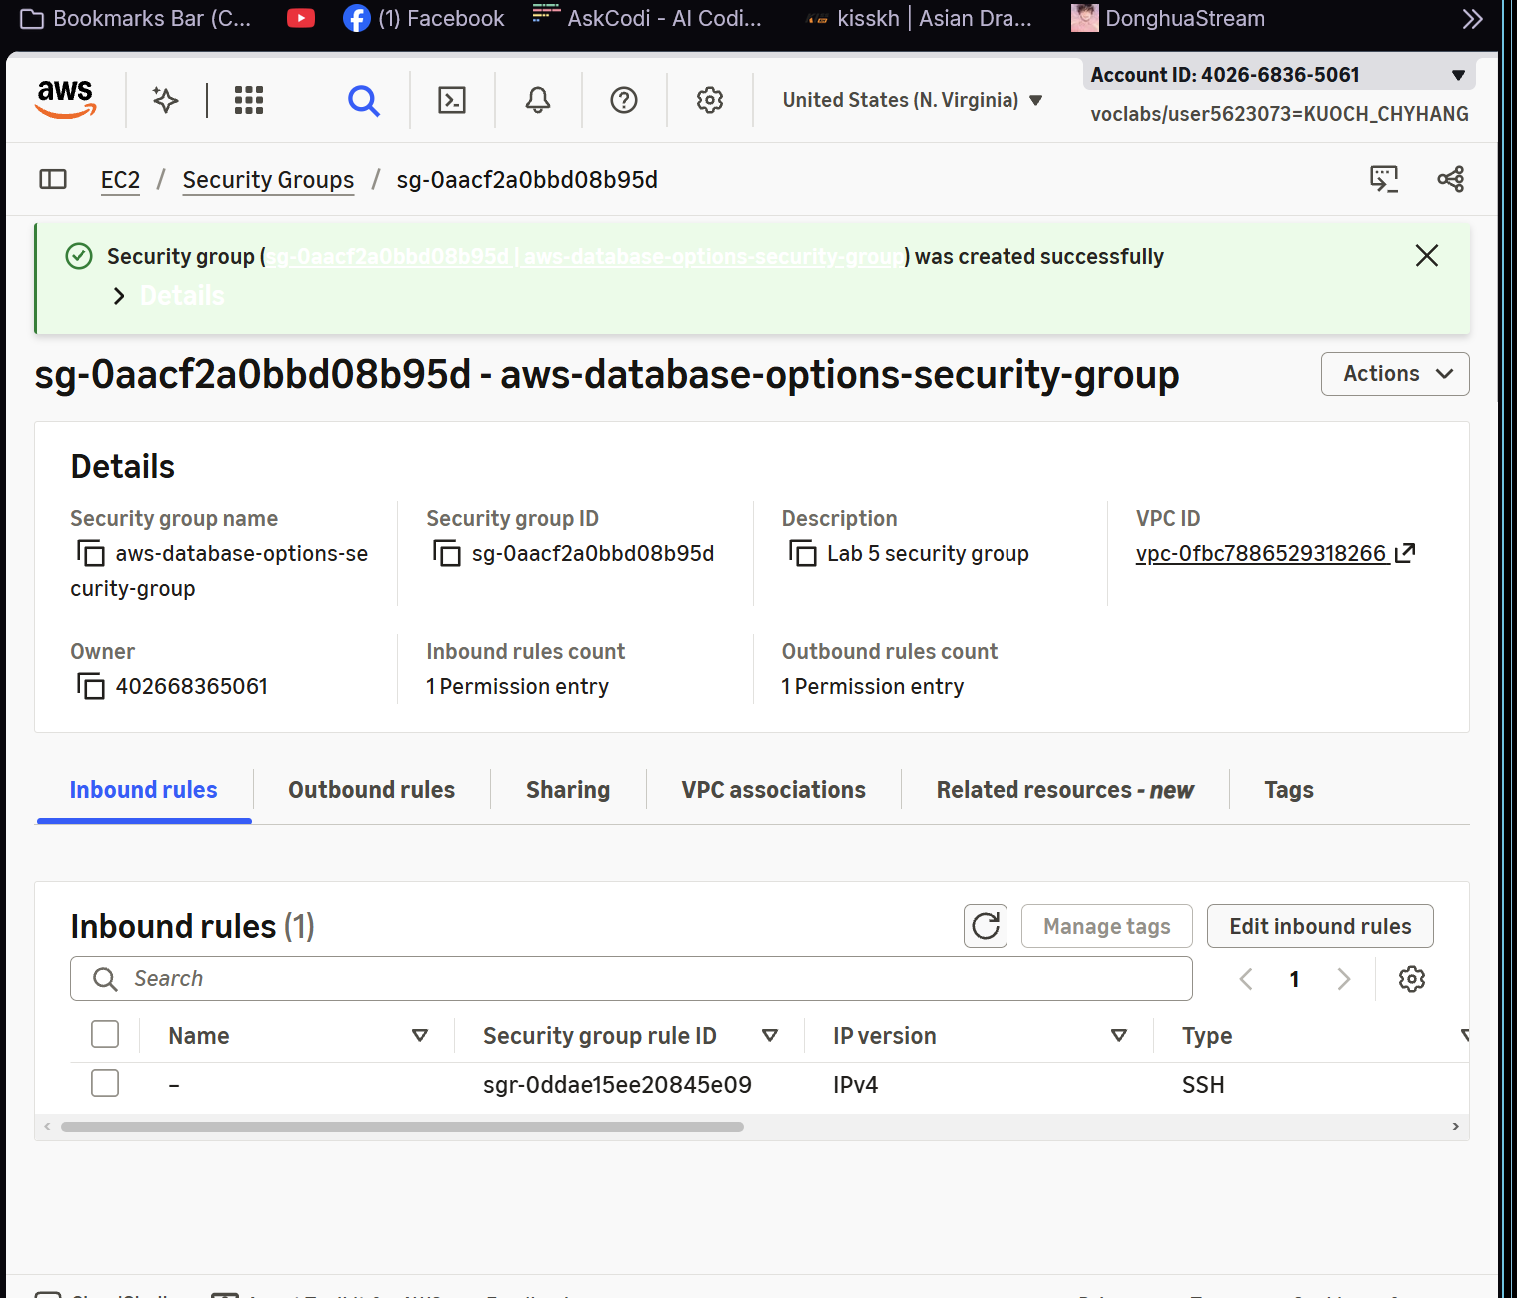 Bookmarks Bar (C... (1) Facebook AskCodi - AI Codi... kisskh | Asian Dra... DonghuaStream
aws United States (N. Virginia) Account ID: 4026-6836-5061
voclabs/user5623073=KUOCH_CHYHANG
EC2 / Security Groups / sg-0aacf2a0bbd08b95d
Security group (sg-0aacf2a0bbd08b95d | aws-database-options-security-group) was created successfully
Details
sg-0aacf2a0bbd08b95d - aws-database-options-security-group Actions
Details
Security group name Security group ID Description VPC ID
aws-database-options-se sg-0aacf2a0bbd08b95d Lab 5 security group vpc-0fbc7886529318266
curity-group
Owner Inbound rules count Outbound rules count
402668365061 1 Permission entry 1 Permission entry
Inbound rules Outbound rules Sharing VPC associations Related resources - new Tags
Inbound rules (1) Manage tags Edit inbound rules
Search 1
Name Security group rule ID IP version Type
– sgr-0ddae15ee20845e09 IPv4 SSH